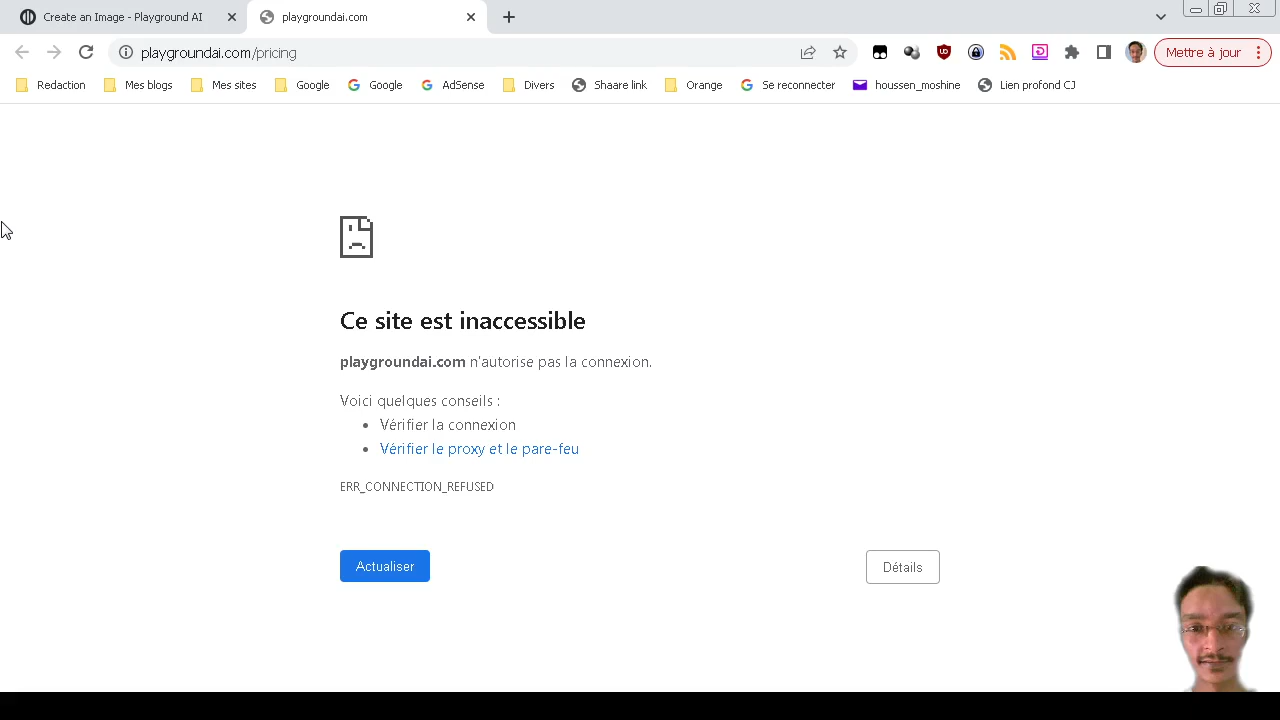 Create an Image - Playground AI
playgroundai.com
playgroundai.com/pricing
Mettre à jour
Redaction
Mes blogs
Mes sites
Google
Google
AdSense
Divers
Shaare link
Orange
Se reconnecter
houssen_moshine
Lien profond CJ
Ce site est inaccessible
playgroundai.com n'autorise pas la connexion.
Voici quelques conseils :
Vérifier la connexion
Vérifier le proxy et le pare-feu
ERR_CONNECTION_REFUSED
Actualiser
Détails